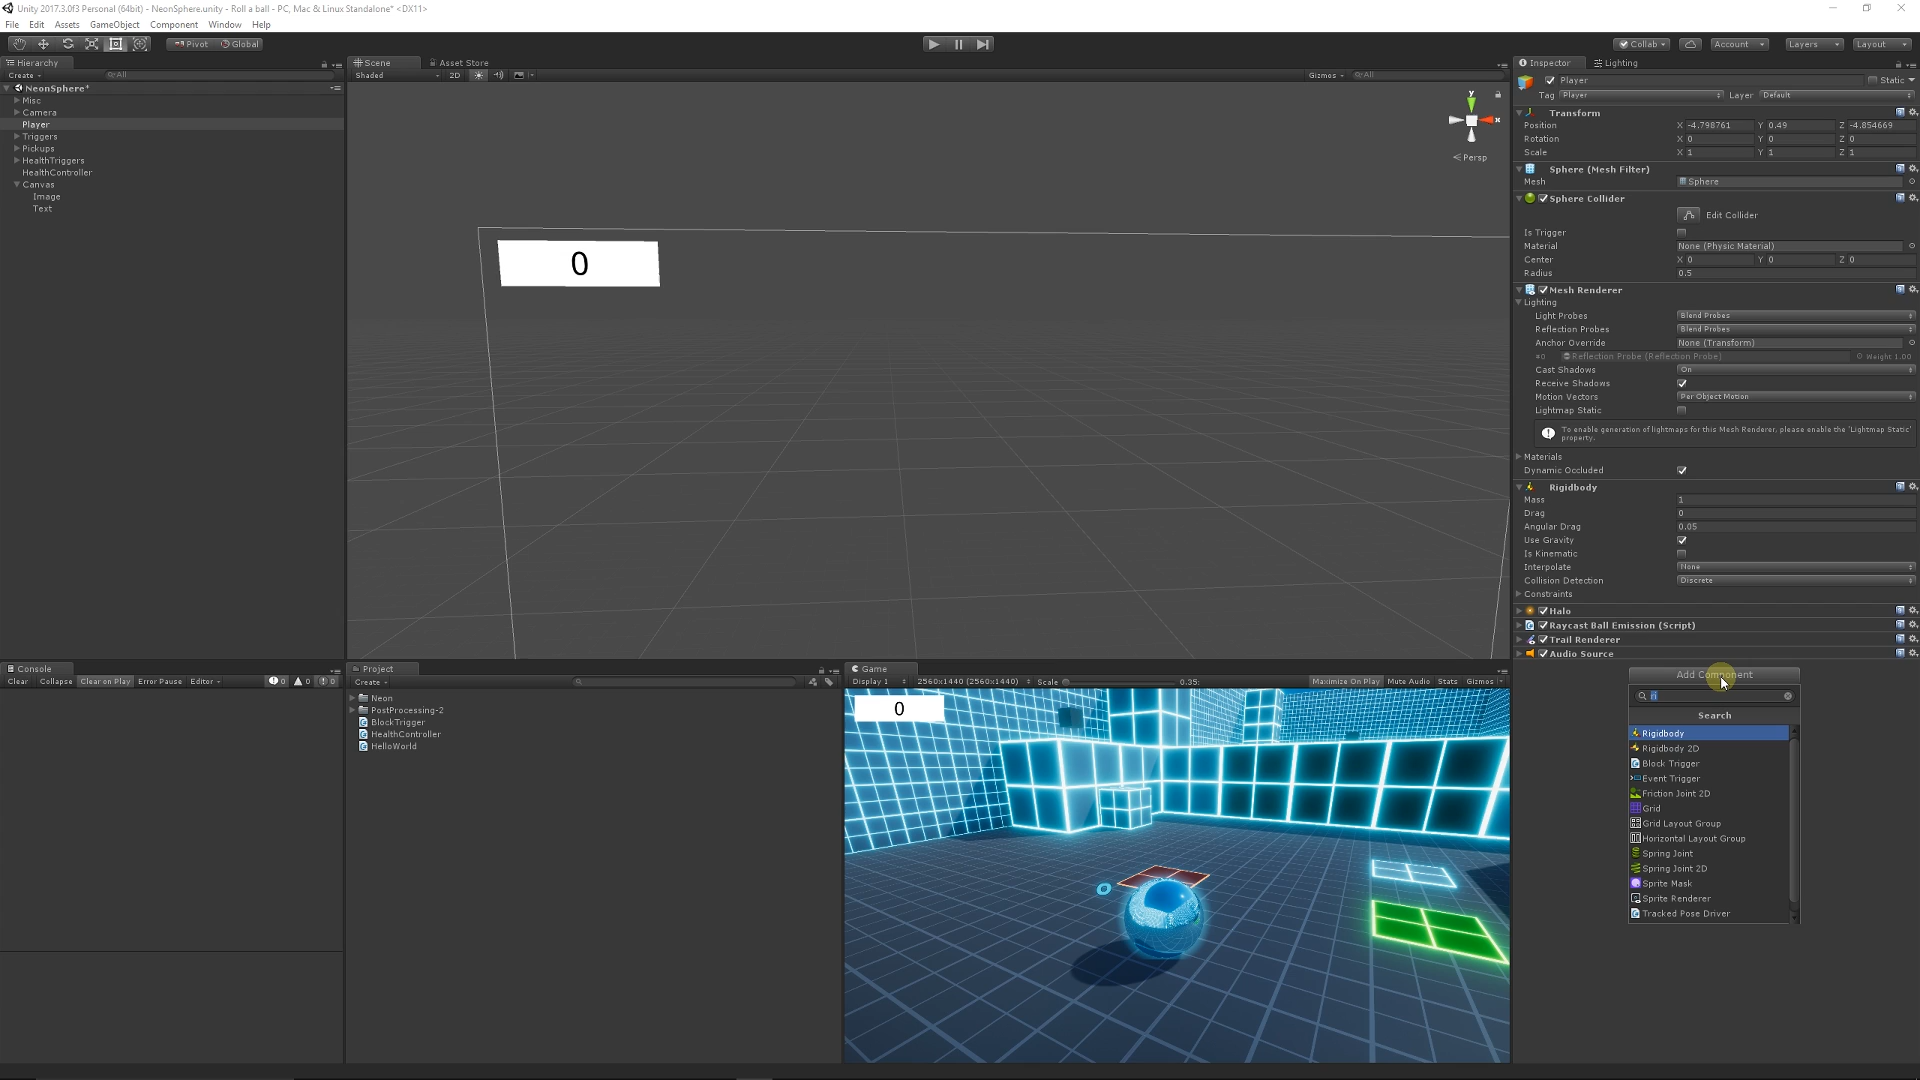 Unity 2017.3.0f3 Personal (64bit) - NeonSphere.unity - Roll a ball - PC, Mac & Linux Standalone* <DX11>
File Edit Assets GameObject Component Window Help
Pivot Global
Collab Account Layers Layout
Hierarchy
Create All
NeonSphere*
Misc
Camera
Player
Triggers
Pickups
HealthTriggers
HealthController
Canvas
Image
Text
Scene Asset Store
Shaded 2D Gizmos All
y
x
Persp
0
Inspector Lighting
Player Static
Tag Player Layer Default
Transform
Position X -4.798761 Y 0.49 Z -4.854669
Rotation X 0 Y 0 Z 0
Scale X 1 Y 1 Z 1
Sphere (Mesh Filter)
Mesh Sphere
Sphere Collider
Edit Collider
Is Trigger
Material None (Physic Material)
Center X 0 Y 0 Z 0
Radius 0.5
Mesh Renderer
Lighting
Light Probes Blend Probes
Reflection Probes Blend Probes
Anchor Override None (Transform)
#0 Reflection Probe (Reflection Probe) Weight 1.00
Cast Shadows On
Receive Shadows
Motion Vectors Per Object Motion
Lightmap Static
To enable generation of lightmaps for this Mesh Renderer, please enable the 'Lightmap Static'
property.
Materials
Dynamic Occluded
Rigidbody
Mass 1
Drag 0
Angular Drag 0.05
Use Gravity
Is Kinematic
Interpolate None
Collision Detection Discrete
Constraints
Halo
Raycast Ball Emission (Script)
Trail Renderer
Audio Source
Add Component
ri
Search
Rigidbody
Rigidbody 2D
Block Trigger
Event Trigger
Friction Joint 2D
Grid
Grid Layout Group
Horizontal Layout Group
Spring Joint
Spring Joint 2D
Sprite Mask
Sprite Renderer
Tracked Pose Driver
Console
Clear Collapse Clear on Play Error Pause Editor 0 0 0
Project
Create
Neon
PostProcessing-2
BlockTrigger
HealthController
HelloWorld
Game
Display 1 2560x1440 (2560x1440) Scale 0.35: Maximize On Play Mute Audio Stats Gizmos
0